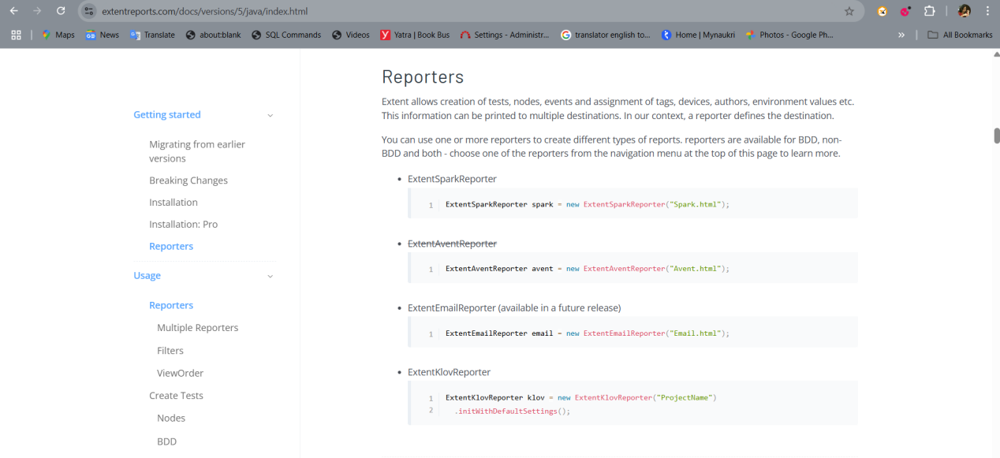 extentreports.com/docs/versions/5/java/index.html
Maps
News
Translate
about:blank
SQL Commands
Videos
Yatra | Book Bus
Settings - Administr...
translator english to...
Home | Mynaukri
Photos - Google Ph...
»
All Bookmarks
Getting started
Migrating from earlier
versions
Breaking Changes
Installation
Installation: Pro
Reporters
Usage
Reporters
Multiple Reporters
Filters
ViewOrder
Create Tests
Nodes
BDD
Reporters
Extent allows creation of tests, nodes, events and assignment of tags, devices, authors, environment values etc.
This information can be printed to multiple destinations. In our context, a reporter defines the destination.
You can use one or more reporters to create different types of reports. reporters are available for BDD, non-
BDD and both - choose one of the reporters from the navigation menu at the top of this page to learn more.
• ExtentSparkReporter
1 ExtentSparkReporter spark = new ExtentSparkReporter("Spark.html");
• ExtentAventReporter
1 ExtentAventReporter avent = new ExtentAventReporter("Avent.html");
• ExtentEmailReporter (available in a future release)
1 ExtentEmailReporter email = new ExtentEmailReporter("Email.html");
• ExtentKlovReporter
1 ExtentKlovReporter klov = new ExtentKlovReporter("ProjectName")
2 .initWithDefaultSettings();